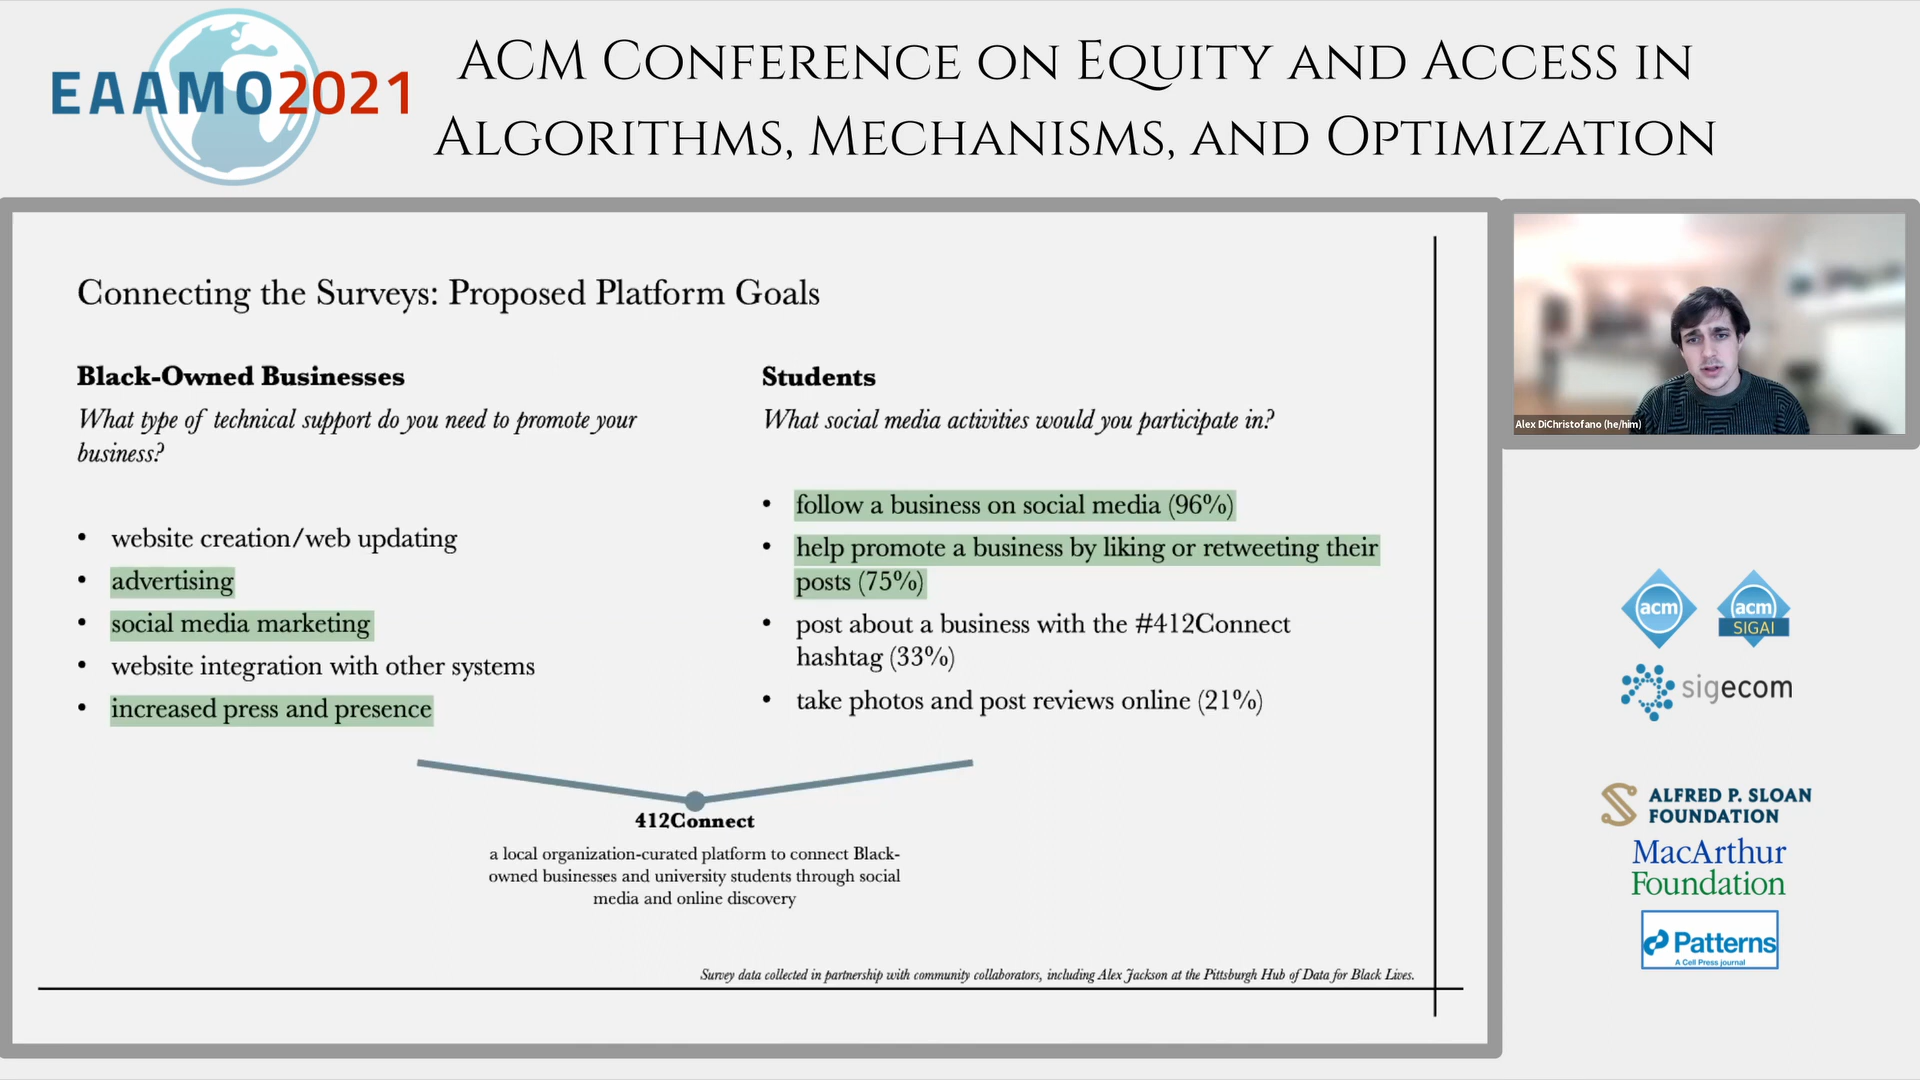 EAAMO2021
ACM Conference on Equity and Access in
Algorithms, Mechanisms, and Optimization
Connecting the Surveys: Proposed Platform Goals
Black-Owned Businesses
What type of technical support do you need to promote your
business?
• website creation/web updating
• advertising
• social media marketing
• website integration with other systems
• increased press and presence
Students
What social media activities would you participate in?
• follow a business on social media (96%)
• help promote a business by liking or retweeting their
posts (75%)
• post about a business with the #412Connect
hashtag (33%)
• take photos and post reviews online (21%)
412Connect
a local organization-curated platform to connect Black-
owned businesses and university students through social
media and online discovery
Survey data collected in partnership with community collaborators, including Alex Jackson at the Pittsburgh Hub of Data for Black Lives.
Alex DiChristofano (he/him)
acm
acm
SIGAI
sigecom
ALFRED P. SLOAN
FOUNDATION
MacArthur
Foundation
Patterns
A Cell Press journal